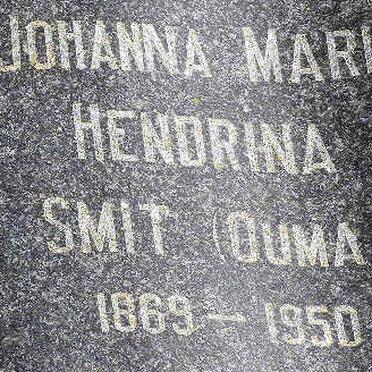 JOHANNA MARI
HENDRINA
SMIT (OUMA
1869 — 1950